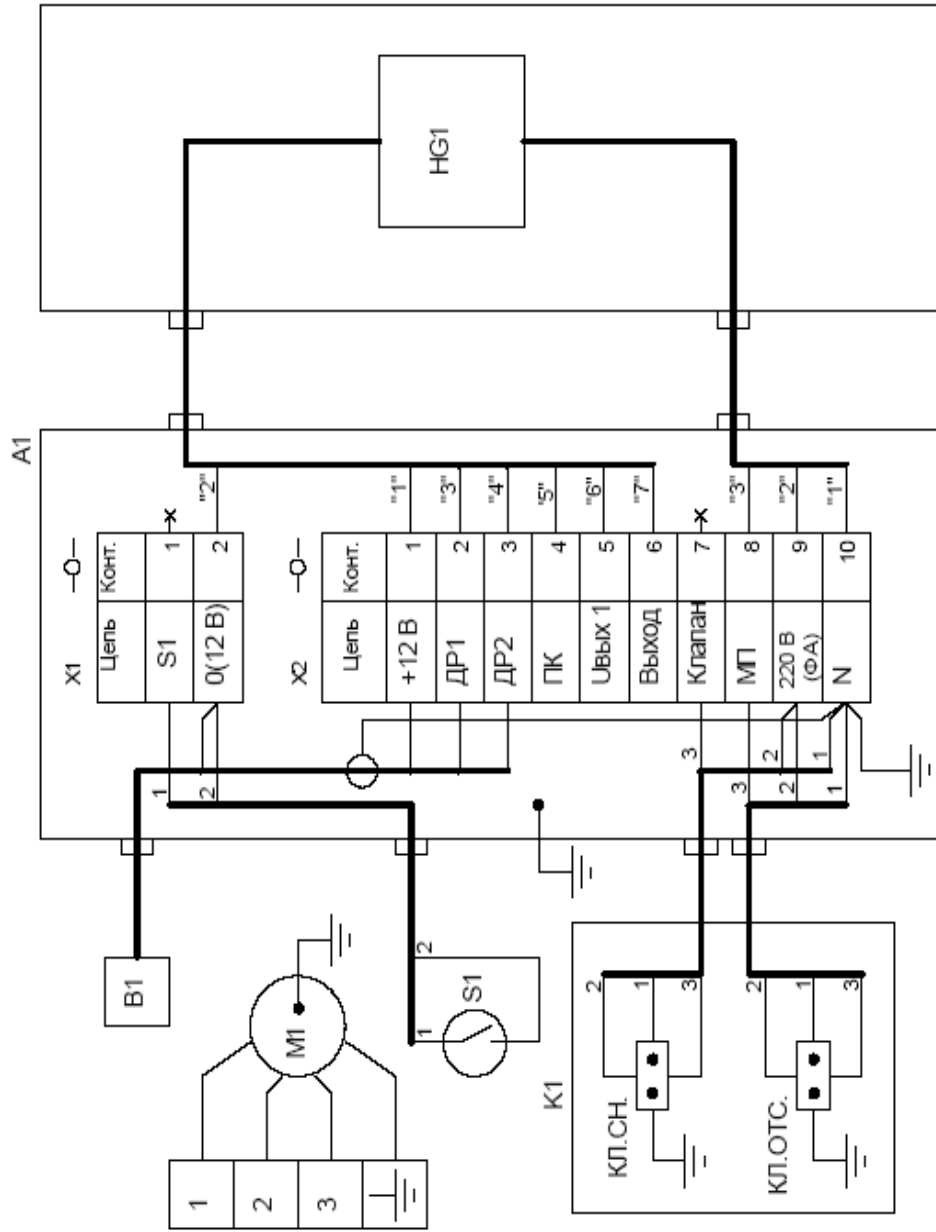 1
2
3
B1
M1
S1
1
2
K1
КЛ.СН.
2
1
3
КЛ.ОТС.
2
1
3
A1
X1
Цепь Конт.
S1 1
0(12 В) 2
"2"
1
2
X2
Цепь Конт.
+12 В 1 "1"
ДР1 2 "3"
ДР2 3 "4"
ПК 4 '5"
Uвых 1 5 "6"
Выход 6 "7"
3 Клапан 7
3 МП 8 "3"
2 2 220 В (ФА) 9 "2"
1 1 N 10 "1"
HG1